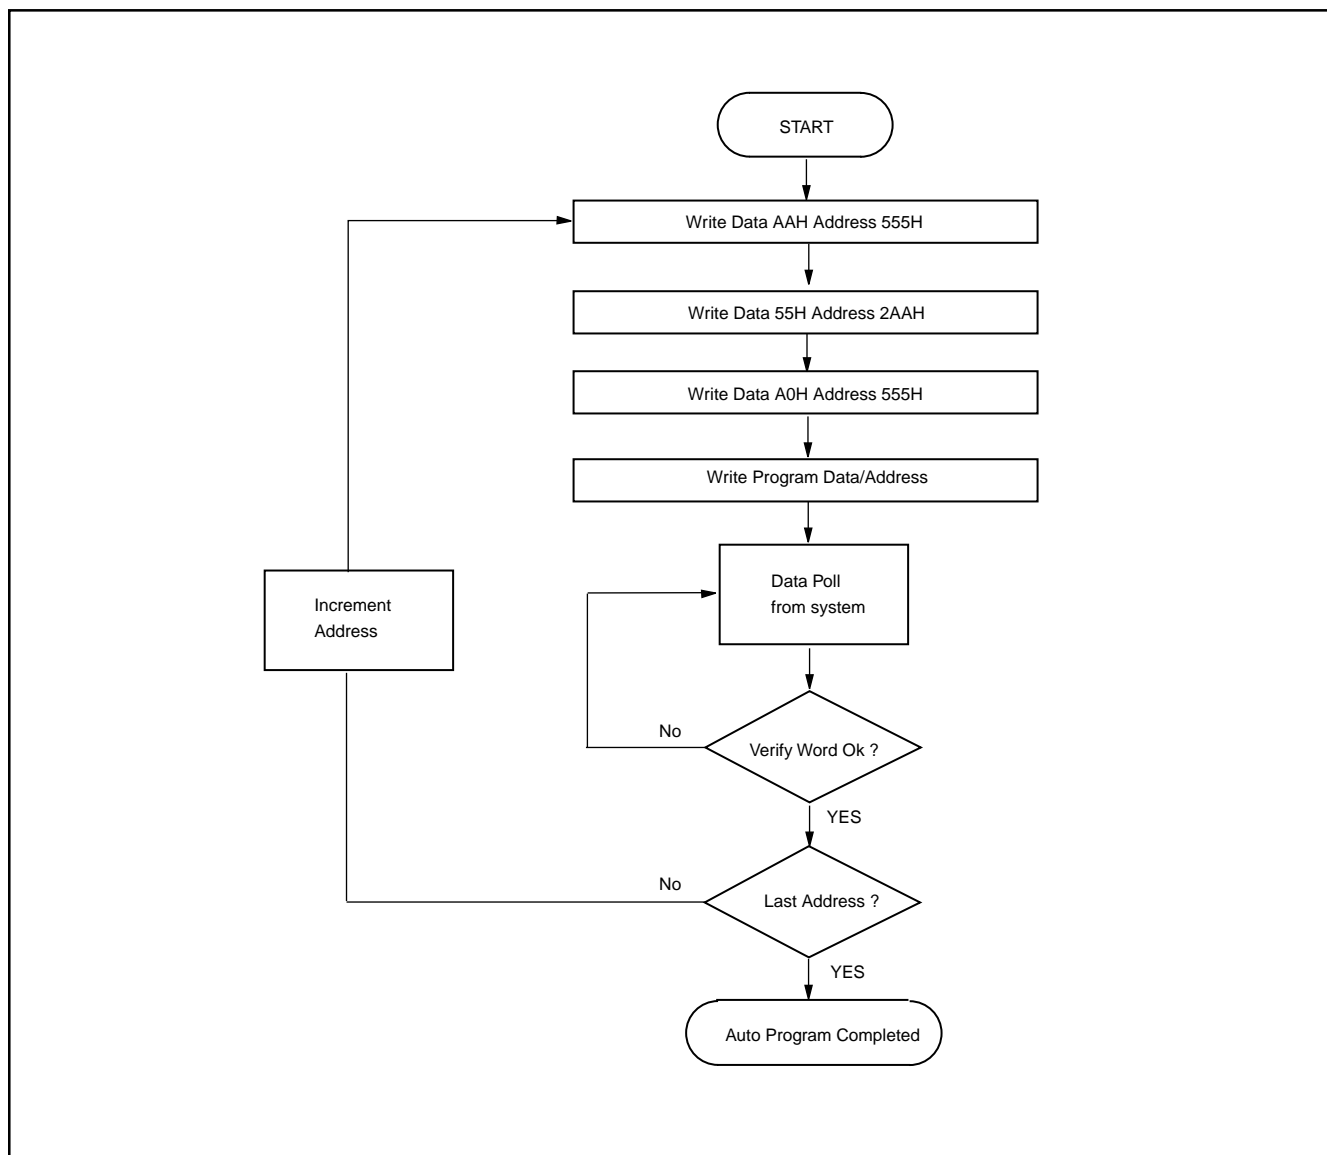 START
Write Data AAH Address 555H
Write Data 55H Address 2AAH
Write Data A0H Address 555H
Write Program Data/Address
Data Poll
from system
Increment
Address
No
Verify Word Ok ?
YES
No
Last Address ?
YES
Auto Program Completed